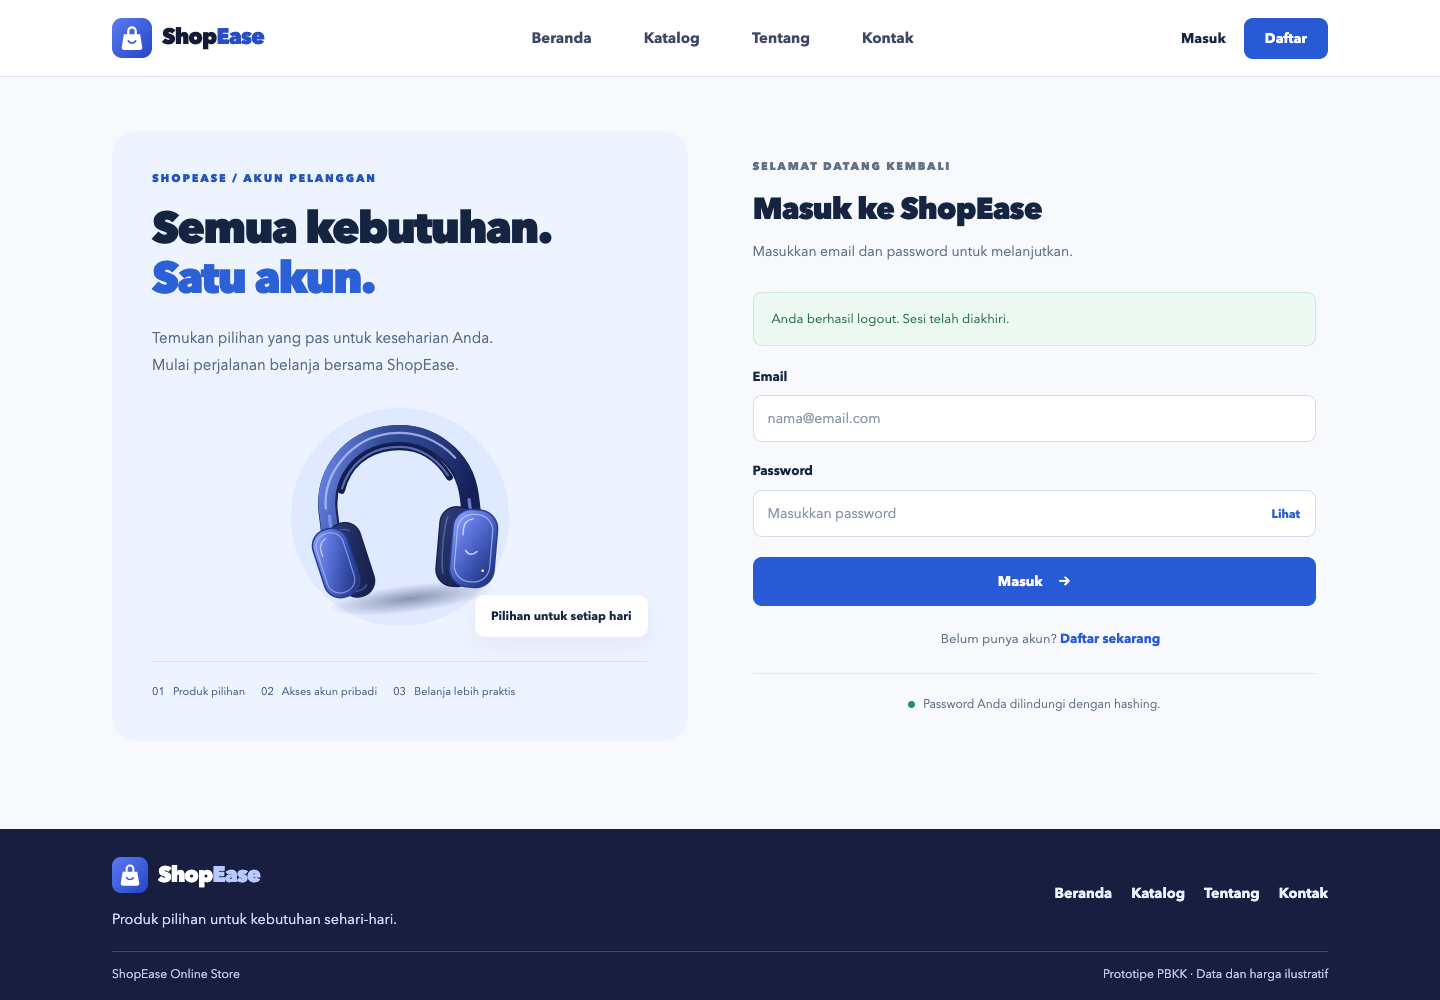 ShopEase
Beranda
Katalog
Tentang
Kontak
Masuk
Daftar
SHOPEASE / AKUN PELANGGAN
Semua kebutuhan.
Satu akun.
Temukan pilihan yang pas untuk keseharian Anda.
Mulai perjalanan belanja bersama ShopEase.
Pilihan untuk setiap hari
01 Produk pilihan
02 Akses akun pribadi
03 Belanja lebih praktis
SELAMAT DATANG KEMBALI
Masuk ke ShopEase
Masukkan email dan password untuk melanjutkan.
Anda berhasil logout. Sesi telah diakhiri.
Email
nama@email.com
Password
Masukkan password
Lihat
Masuk →
Belum punya akun? Daftar sekarang
Password Anda dilindungi dengan hashing.
ShopEase
Produk pilihan untuk kebutuhan sehari-hari.
Beranda
Katalog
Tentang
Kontak
ShopEase Online Store
Prototipe PBKK · Data dan harga ilustratif